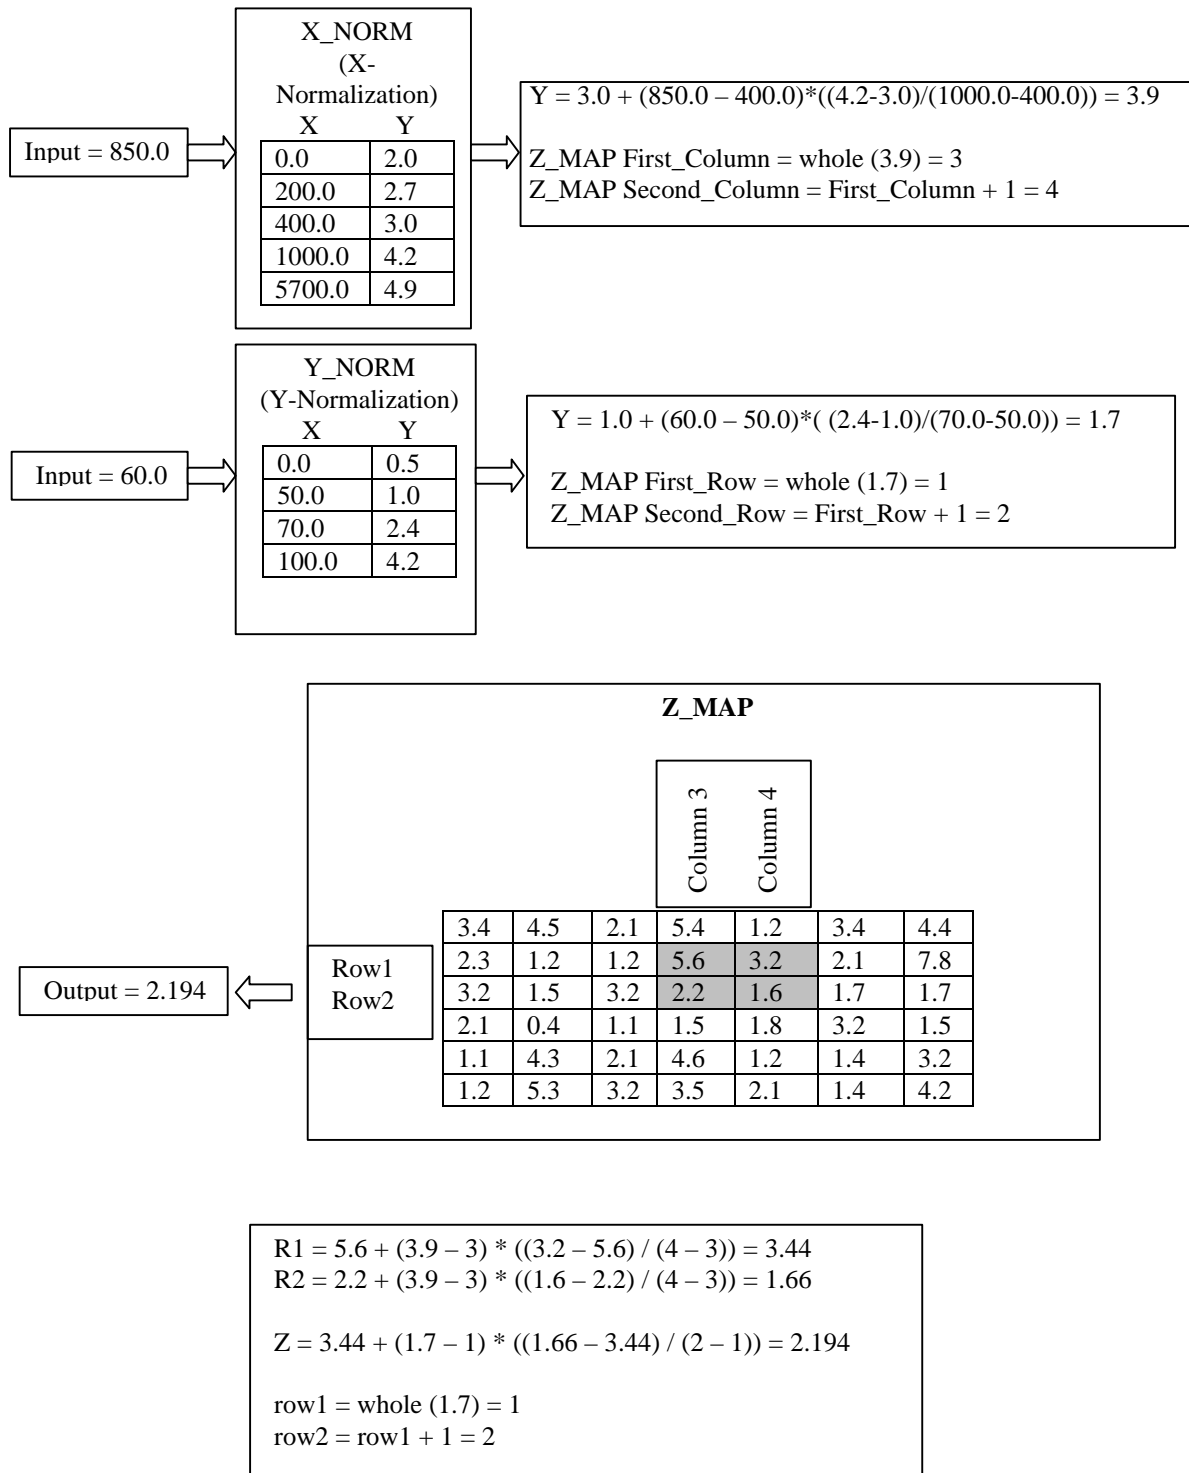 X_NORM
(X-
Normalization)
X Y
0.0 2.0
200.0 2.7
400.0 3.0
1000.0 4.2
5700.0 4.9
Input = 850.0
Y = 3.0 + (850.0 – 400.0)*((4.2-3.0)/(1000.0-400.0)) = 3.9
Z_MAP First_Column = whole (3.9) = 3
Z_MAP Second_Column = First_Column + 1 = 4
Y_NORM
(Y-Normalization)
X Y
0.0 0.5
50.0 1.0
70.0 2.4
100.0 4.2
Input = 60.0
Y = 1.0 + (60.0 – 50.0)*( (2.4-1.0)/(70.0-50.0)) = 1.7
Z_MAP First_Row = whole (1.7) = 1
Z_MAP Second_Row = First_Row + 1 = 2
Z_MAP
Column 3
Column 4
3.4 4.5 2.1 5.4 1.2 3.4 4.4
2.3 1.2 1.2 5.6 3.2 2.1 7.8
3.2 1.5 3.2 2.2 1.6 1.7 1.7
2.1 0.4 1.1 1.5 1.8 3.2 1.5
1.1 4.3 2.1 4.6 1.2 1.4 3.2
1.2 5.3 3.2 3.5 2.1 1.4 4.2
Row1
Row2
Output = 2.194
R1 = 5.6 + (3.9 – 3) * ((3.2 – 5.6) / (4 – 3)) = 3.44
R2 = 2.2 + (3.9 – 3) * ((1.6 – 2.2) / (4 – 3)) = 1.66
Z = 3.44 + (1.7 – 1) * ((1.66 – 3.44) / (2 – 1)) = 2.194
row1 = whole (1.7) = 1
row2 = row1 + 1 = 2